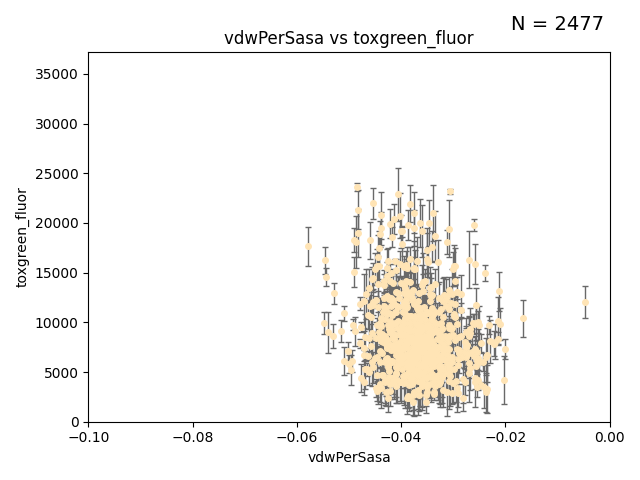 N = 2477
vdwPerSasa vs toxgreen_fluor
35000
30000
25000
20000
15000
10000
5000
0
toxgreen_fluor
−0.10 −0.08 −0.06 −0.04 −0.02 0.00
vdwPerSasa